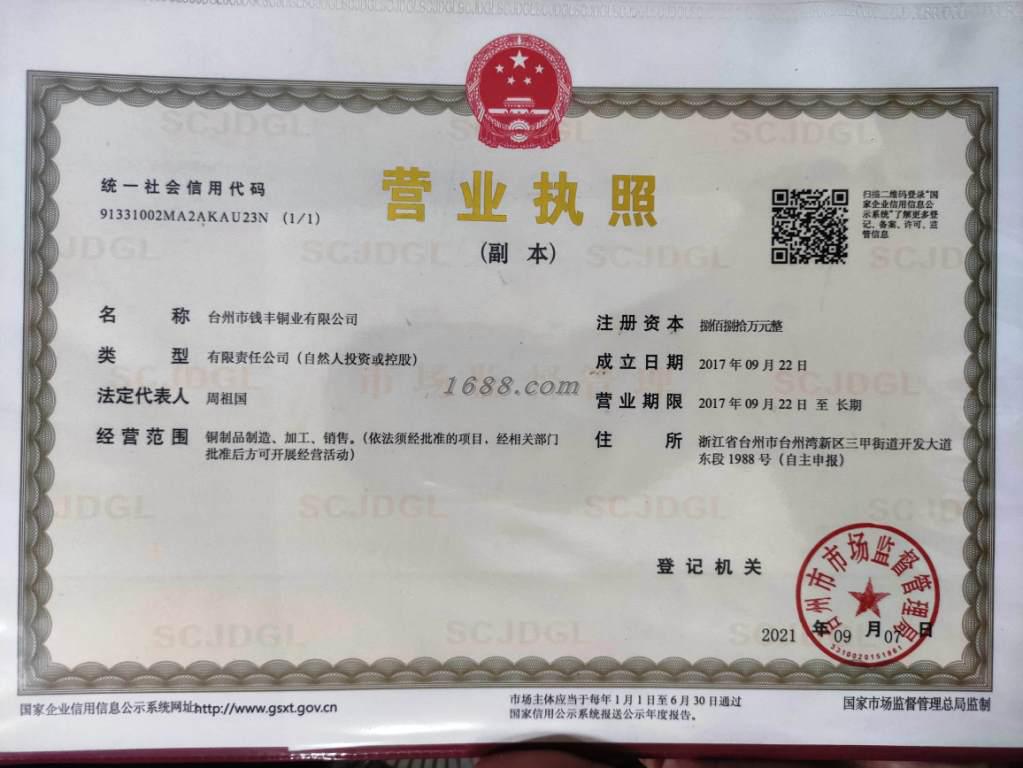 统一社会信用代码
91331002MA2AKAU23N (1/1)
营业执照
(副 本)
扫描二维码登录“国
家企业信用信息公
示系统”了解更多登
记、备案、许可、监
管信息
名称 台州市钱丰铜业有限公司
类型 有限责任公司（自然人投资或控股）
法定代表人 周祖国
经营范围 铜制品制造、加工、销售。（依法须经批准的项目，经相关部门
批准后方可开展经营活动）
注册资本 捌佰捌拾万元整
成立日期 2017年09月22日
营业期限 2017年09月22日 至 长期
住所 浙江省台州市台州湾新区三甲街道开发大道
东段1988号（自主申报）
1688.com
市场监督管理
SCJDGL
登记机关
台州市市场监督管理局
3310020151861
2021 年 09 月 07 日
国家企业信用信息公示系统网址:http://www.gsxt.gov.cn
市场主体应当于每年1月1日至6月30日通过
国家信用公示系统报送公示年度报告。
国家市场监督管理总局监制